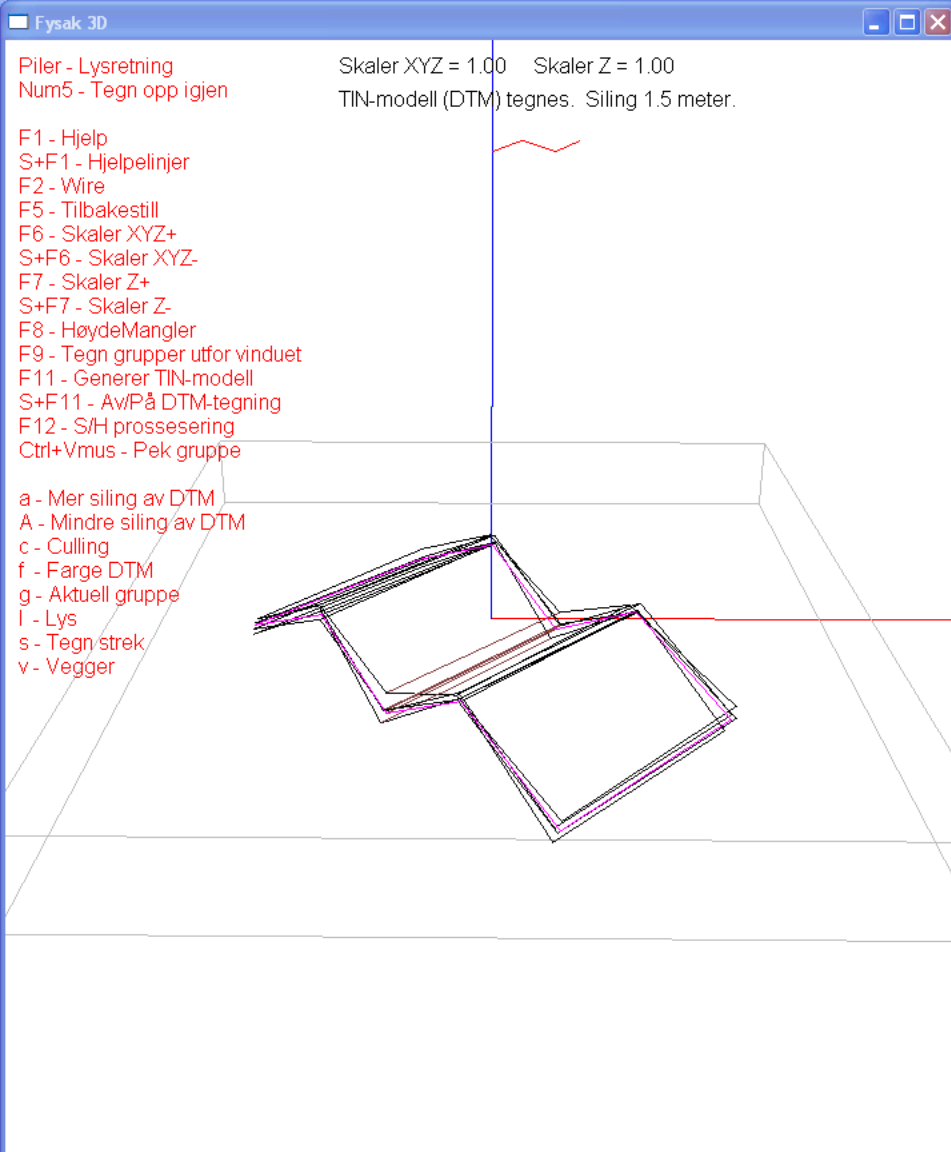 Fysak 3D
Piler - Lysretning
Num5 - Tegn opp igjen
F1 - Hjelp
S+F1 - Hjelpelinjer
F2 - Wire
F5 - Tilbakestill
F6 - Skaler XYZ+
S+F6 - Skaler XYZ-
F7 - Skaler Z+
S+F7 - Skaler Z-
F8 - HøydeMangler
F9 - Tegn grupper utfor vinduet
F11 - Generer TIN-modell
S+F11 - Av/På DTM-tegning
F12 - S/H prossesering
Ctrl+Vmus - Pek gruppe
a - Mer siling av DTM
A - Mindre siling av DTM
c - Culling
f - Farge DTM
g - Aktuell gruppe
l - Lys
s - Tegn strek
v - Vegger
Skaler XYZ = 1.00 Skaler Z = 1.00
TIN-modell (DTM) tegnes. Siling 1.5 meter.